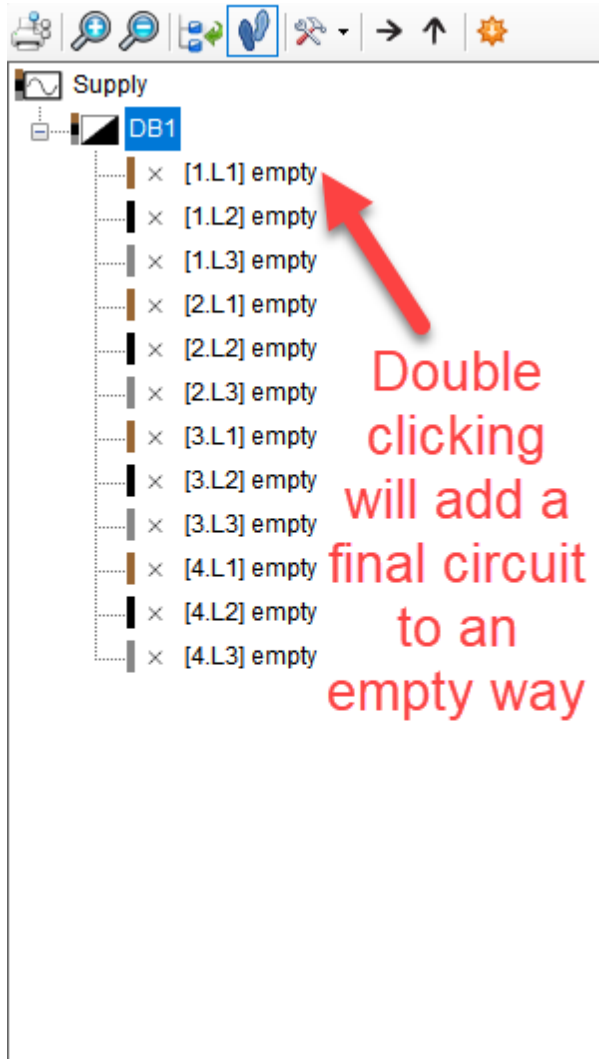 Supply
DB1
[1.L1] empty
[1.L2] empty
[1.L3] empty
[2.L1] empty
[2.L2] empty
[2.L3] empty
[3.L1] empty
[3.L2] empty
[3.L3] empty
[4.L1] empty
[4.L2] empty
[4.L3] empty
Double
clicking
will add a
final circuit
to an
empty way